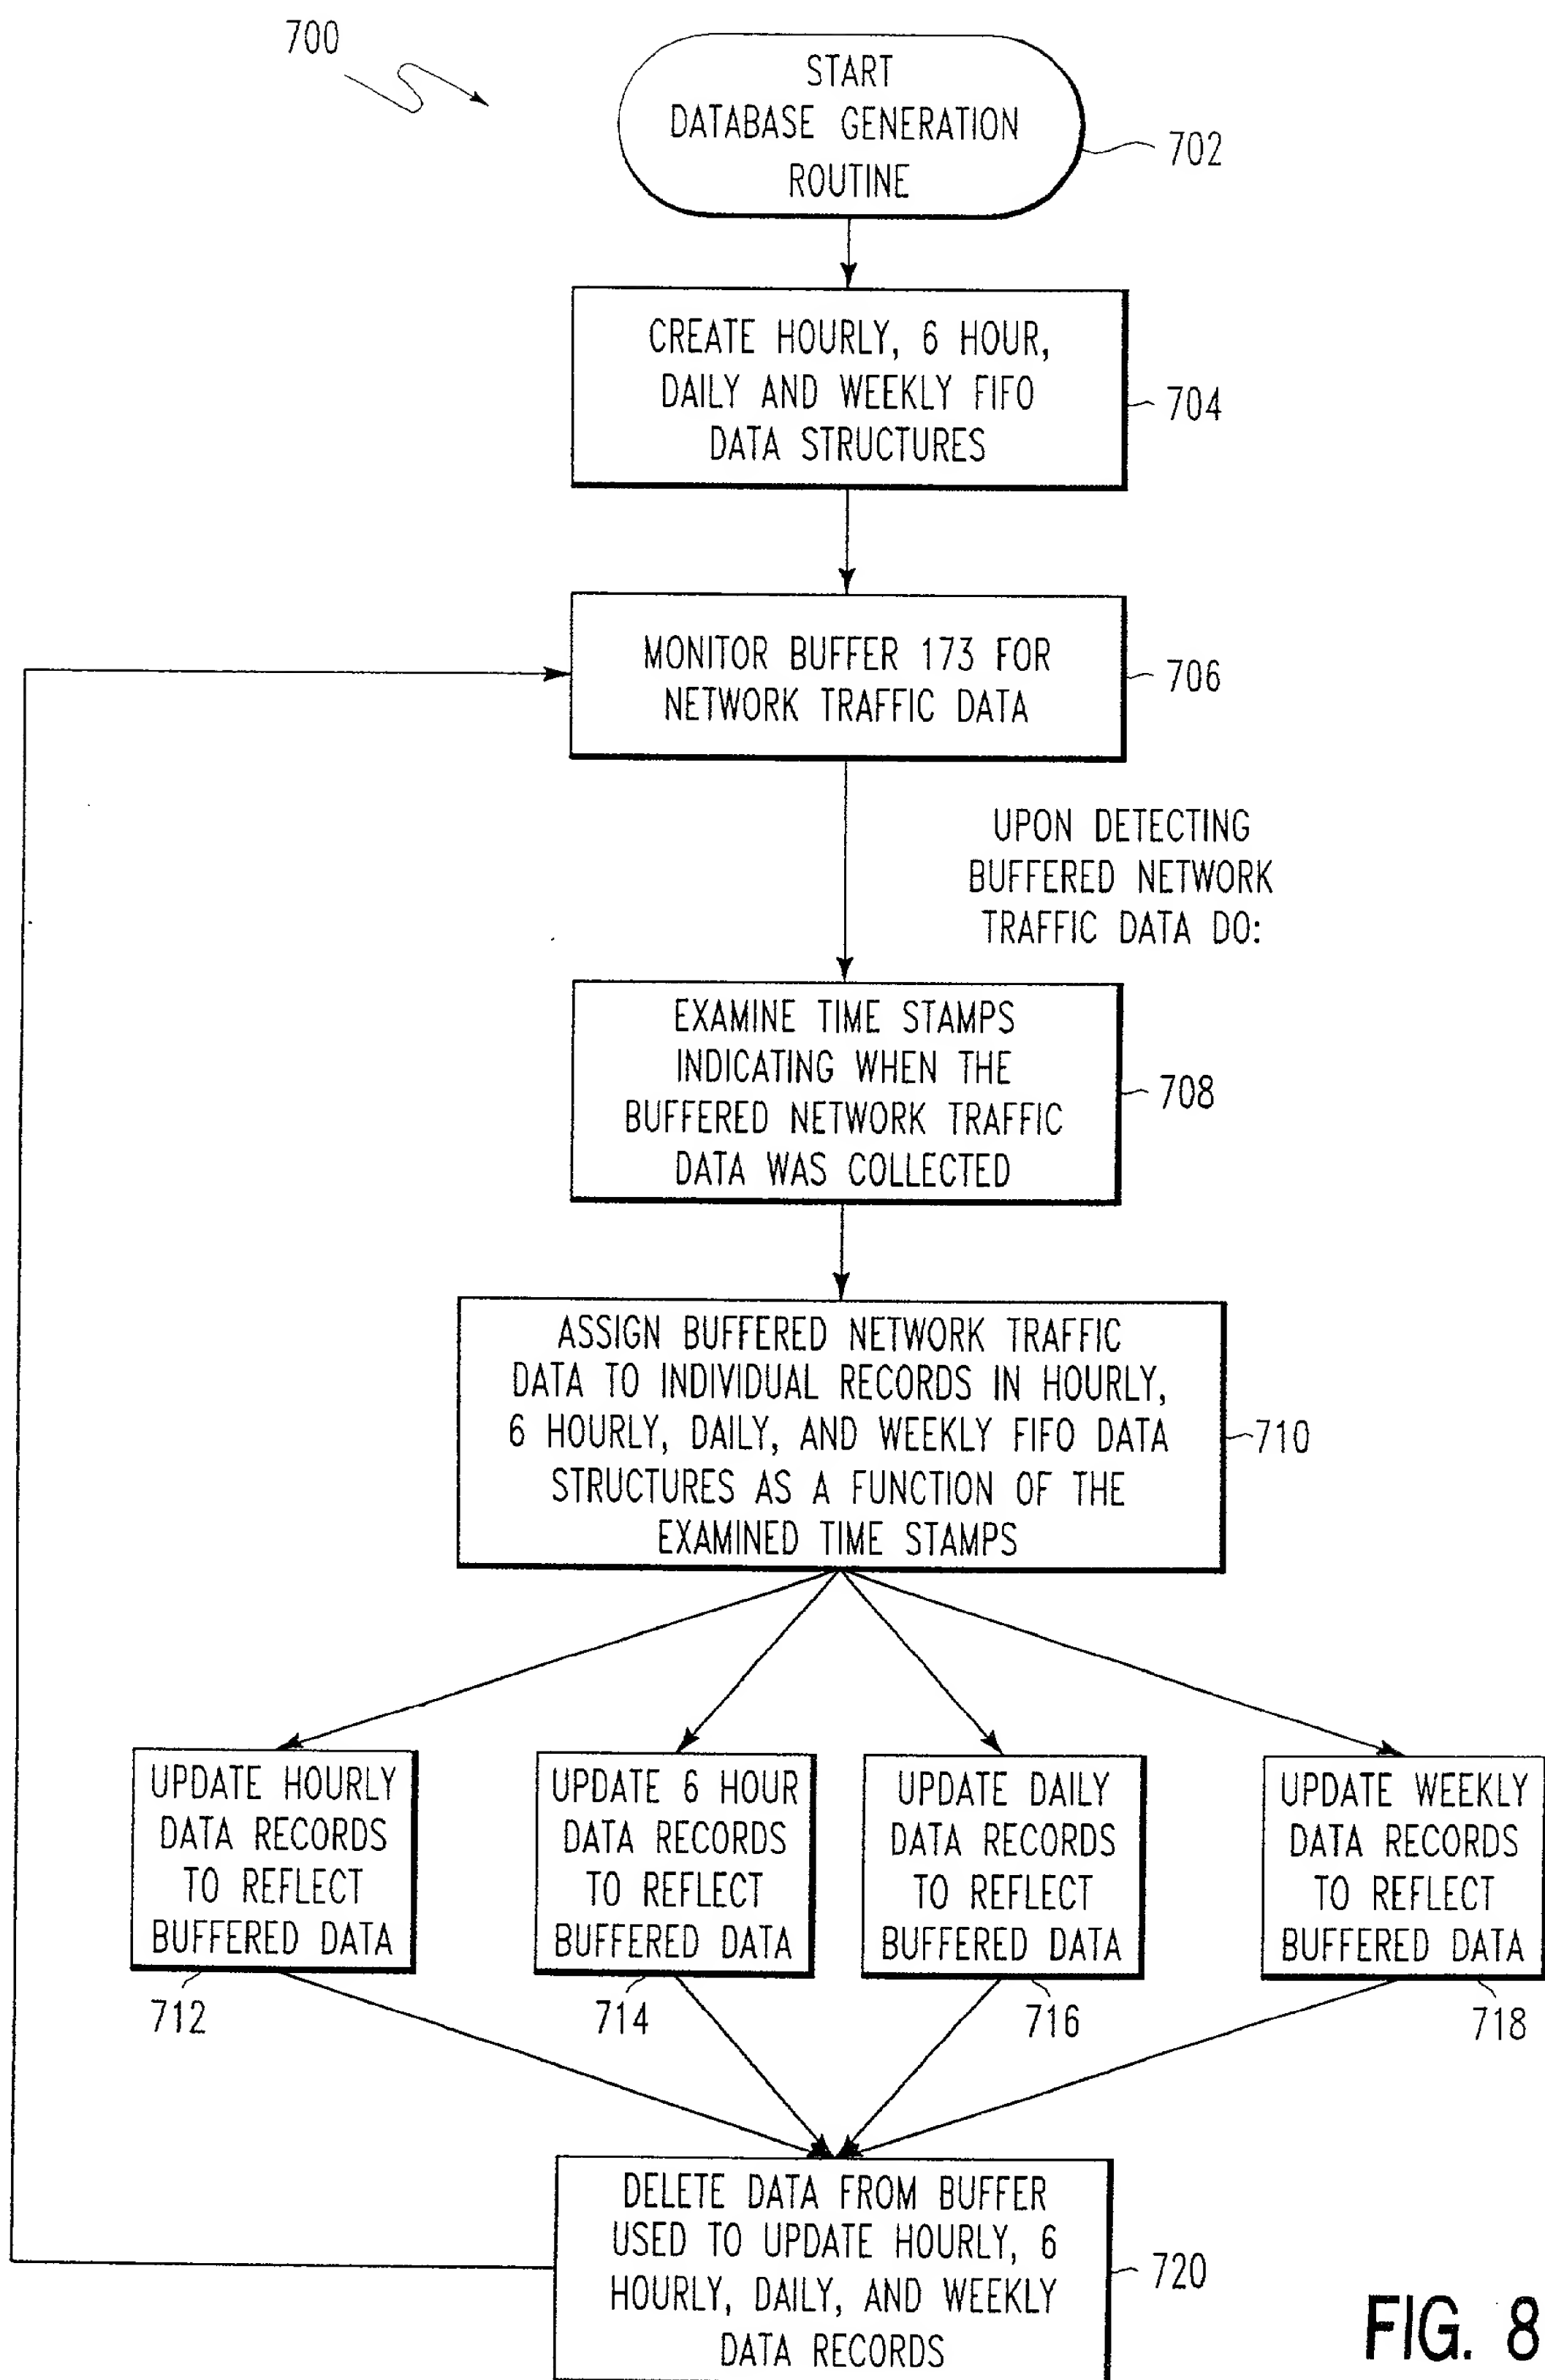 700
START
DATABASE GENERATION
ROUTINE
702
CREATE HOURLY, 6 HOUR,
DAILY AND WEEKLY FIFO
DATA STRUCTURES
704
MONITOR BUFFER 173 FOR
NETWORK TRAFFIC DATA
706
UPON DETECTING
BUFFERED NETWORK
TRAFFIC DATA DO:
EXAMINE TIME STAMPS
INDICATING WHEN THE
BUFFERED NETWORK TRAFFIC
DATA WAS COLLECTED
708
ASSIGN BUFFERED NETWORK TRAFFIC
DATA TO INDIVIDUAL RECORDS IN HOURLY,
6 HOURLY, DAILY, AND WEEKLY FIFO DATA
STRUCTURES AS A FUNCTION OF THE
EXAMINED TIME STAMPS
710
UPDATE HOURLY
DATA RECORDS
TO REFLECT
BUFFERED DATA
712
UPDATE 6 HOUR
DATA RECORDS
TO REFLECT
BUFFERED DATA
714
UPDATE DAILY
DATA RECORDS
TO REFLECT
BUFFERED DATA
716
UPDATE WEEKLY
DATA RECORDS
TO REFLECT
BUFFERED DATA
718
DELETE DATA FROM BUFFER
USED TO UPDATE HOURLY, 6
HOURLY, DAILY, AND WEEKLY
DATA RECORDS
720
FIG. 8